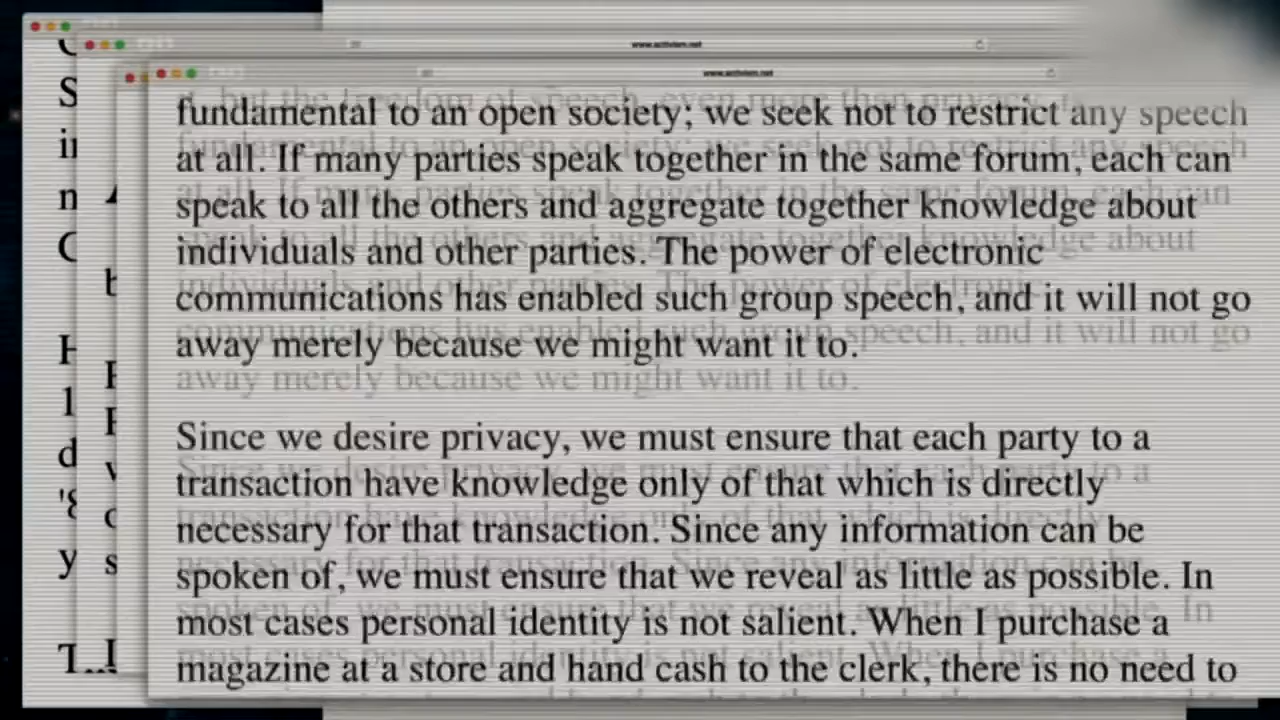 www.activism.net
www.activism.net
fundamental to an open society; we seek not to restrict any speech
at all. If many parties speak together in the same forum, each can
speak to all the others and aggregate together knowledge about
individuals and other parties. The power of electronic
communications has enabled such group speech, and it will not go
away merely because we might want it to.
Since we desire privacy, we must ensure that each party to a
transaction have knowledge only of that which is directly
necessary for that transaction. Since any information can be
spoken of, we must ensure that we reveal as little as possible. In
most cases personal identity is not salient. When I purchase a
magazine at a store and hand cash to the clerk, there is no need to